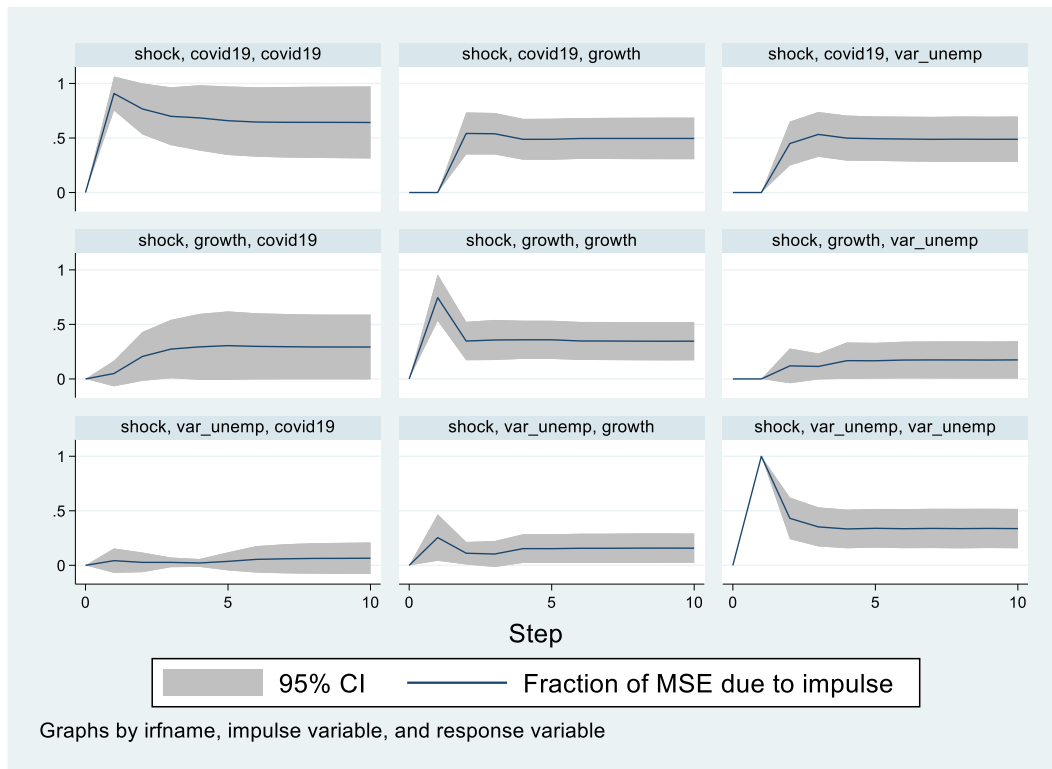 shock, covid19, covid19
shock, covid19, growth
shock, covid19, var_unemp
1
.5
0
shock, growth, covid19
shock, growth, growth
shock, growth, var_unemp
1
.5
0
shock, var_unemp, covid19
shock, var_unemp, growth
shock, var_unemp, var_unemp
1
.5
0
0 5 10
0 5 10
0 5 10
Step
95% CI
Fraction of MSE due to impulse
Graphs by irfname, impulse variable, and response variable